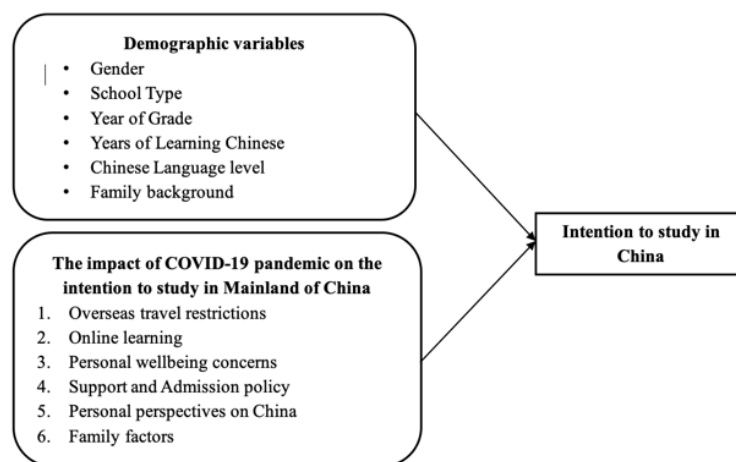 Demographic variables
• Gender
• School Type
• Year of Grade
• Years of Learning Chinese
• Chinese Language level
• Family background
Intention to study in
China
The impact of COVID-19 pandemic on the
intention to study in Mainland of China
1. Overseas travel restrictions
2. Online learning
3. Personal wellbeing concerns
4. Support and Admission policy
5. Personal perspectives on China
6. Family factors